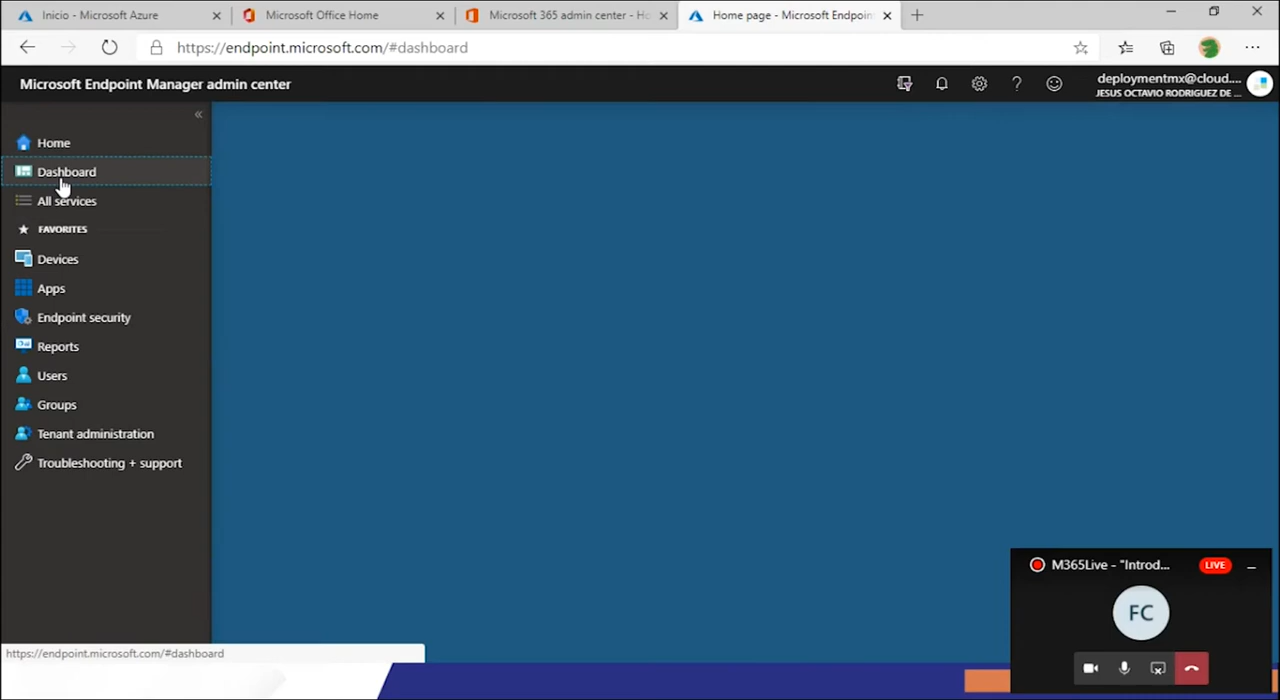 Inicio - Microsoft Azure
Microsoft Office Home
Microsoft 365 admin center - Ho
Home page - Microsoft Endpoin
https://endpoint.microsoft.com/#dashboard
Microsoft Endpoint Manager admin center
deploymentmx@cloud....
JESUS OCTAVIO RODRIGUEZ DE ...
Home
Dashboard
All services
FAVORITES
Devices
Apps
Endpoint security
Reports
Users
Groups
Tenant administration
Troubleshooting + support
M365Live - "Introd...
LIVE
FC
https://endpoint.microsoft.com/#dashboard